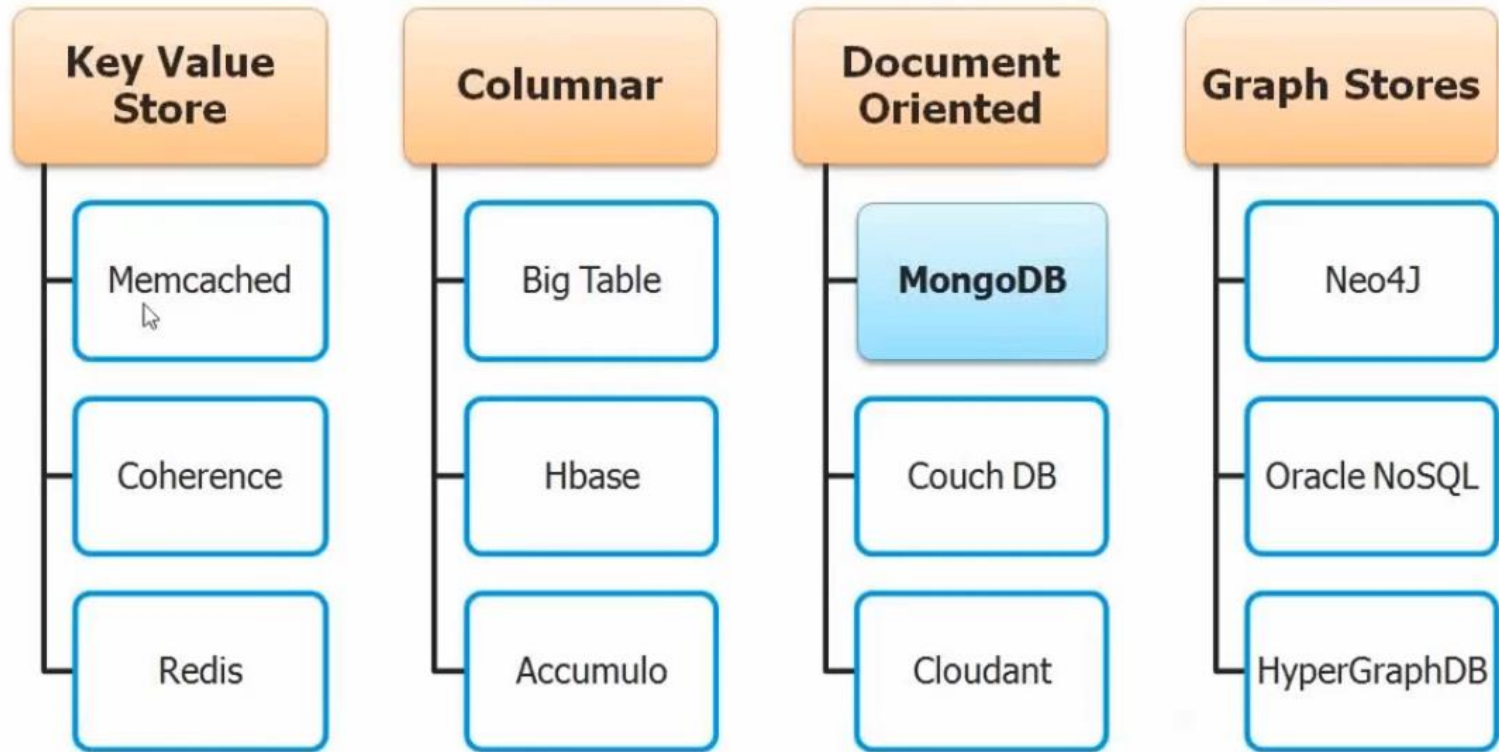 Key Value
Store
Memcached
Coherence
Redis
Columnar
Big Table
Hbase
Accumulo
Document
Oriented
MongoDB
Couch DB
Cloudant
Graph Stores
Neo4J
Oracle NoSQL
HyperGraphDB